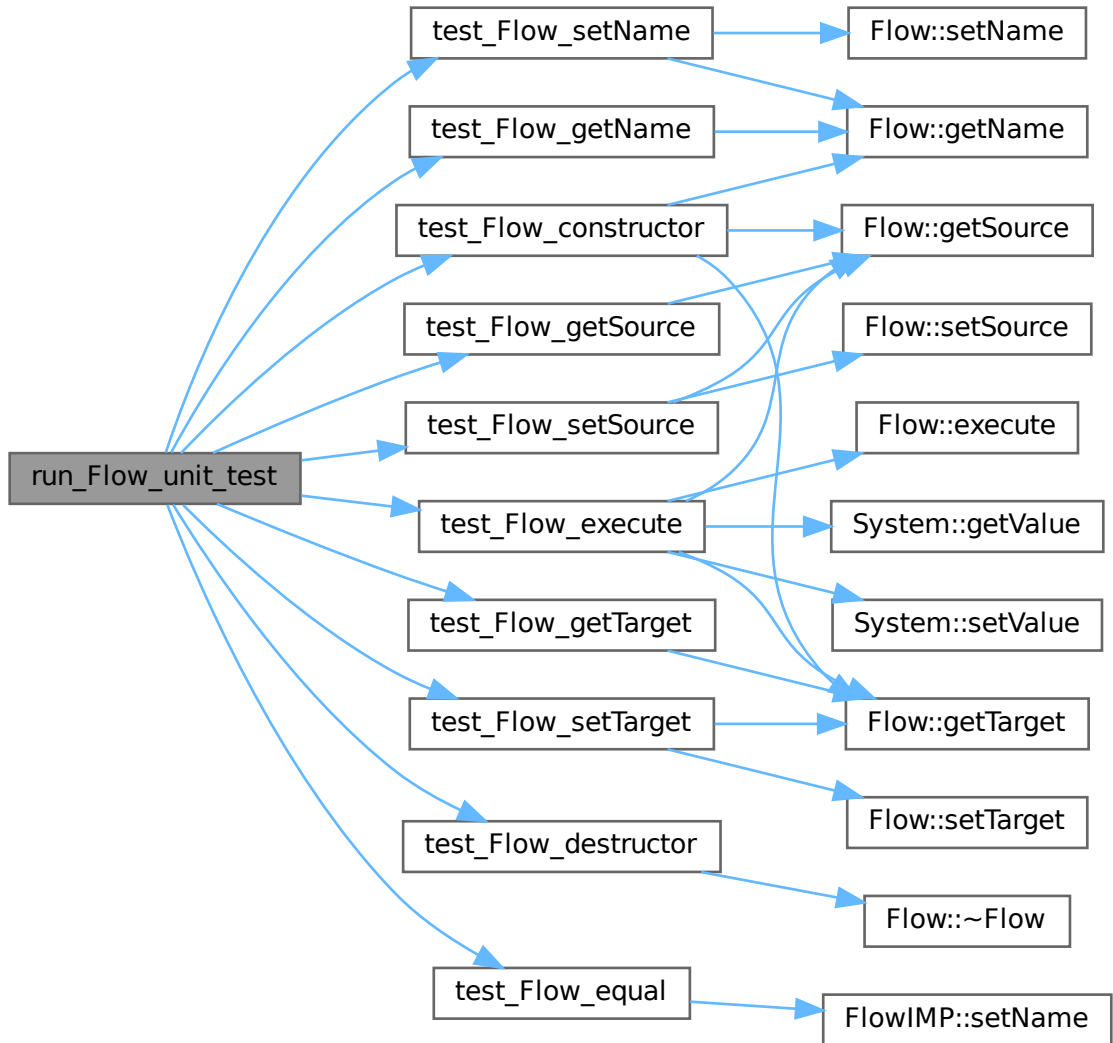 run_Flow_unit_test
test_Flow_setName
test_Flow_getName
test_Flow_constructor
test_Flow_getSource
test_Flow_setSource
test_Flow_execute
test_Flow_getTarget
test_Flow_setTarget
test_Flow_destructor
test_Flow_equal
Flow::setName
Flow::getName
Flow::getSource
Flow::setSource
Flow::execute
System::getValue
System::setValue
Flow::getTarget
Flow::setTarget
Flow::~Flow
FlowIMP::setName